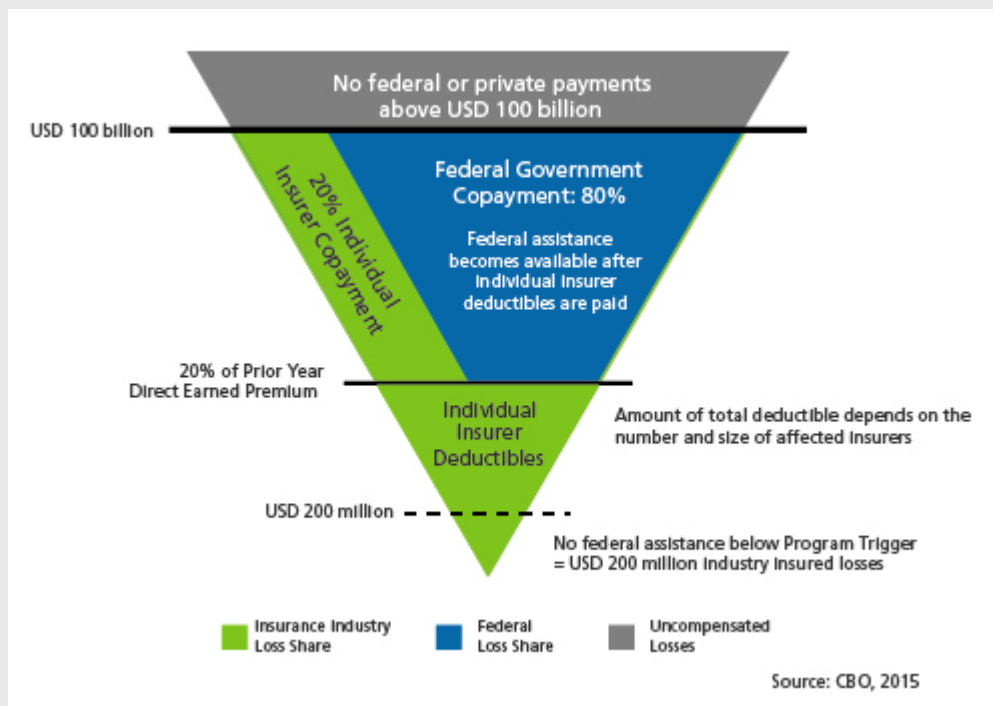 No federal or private payments
above USD 100 billion
USD 100 billion
20% Individual
Insurer Copayment
Federal Government
Copayment: 80%
Federal assistance
becomes available after
individual insurer
deductibles are paid
20% of Prior Year
Direct Earned Premium
Individual
Insurer
Deductibles
Amount of total deductible depends on the
number and size of affected insurers
USD 200 million
No federal assistance below Program Trigger
= USD 200 million industry insured losses
Insurance Industry
Loss Share
Federal
Loss Share
Uncompensated
Losses
Source: CBO, 2015